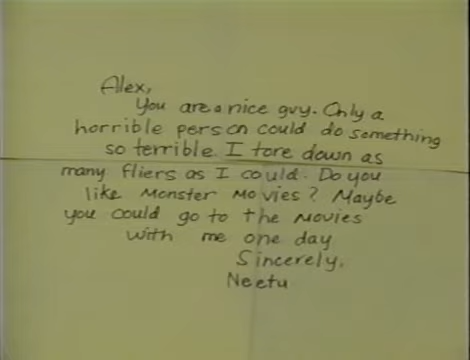 Alex,
You are a nice guy. Only a
horrible person could do something
so terrible. I tore down as
many fliers as I could. Do you
like Monster Movies? Maybe
you could go to the Movies
with me one day
Sincerely,
Neetu